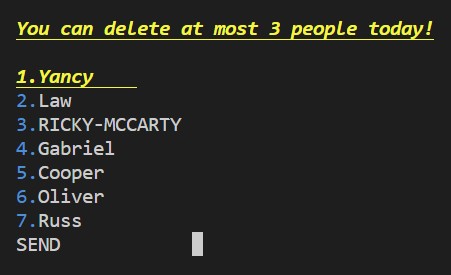 You can delete at most 3 people today!
1.Yancy
2.Law
3.RICKY-MCCARTY
4.Gabriel
5.Cooper
6.Oliver
7.Russ
SEND